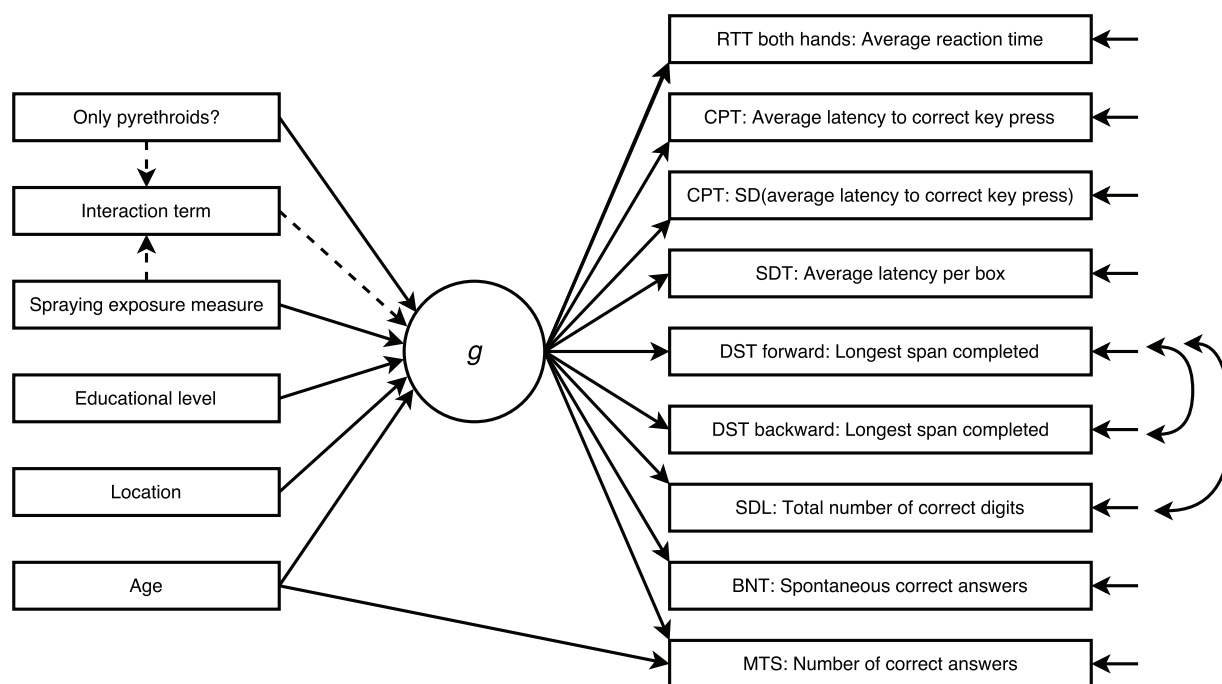 Only pyrethroids?
Interaction term
Spraying exposure measure
Educational level
Location
Age
g
RTT both hands: Average reaction time
CPT: Average latency to correct key press
CPT: SD(average latency to correct key press)
SDT: Average latency per box
DST forward: Longest span completed
DST backward: Longest span completed
SDL: Total number of correct digits
BNT: Spontaneous correct answers
MTS: Number of correct answers